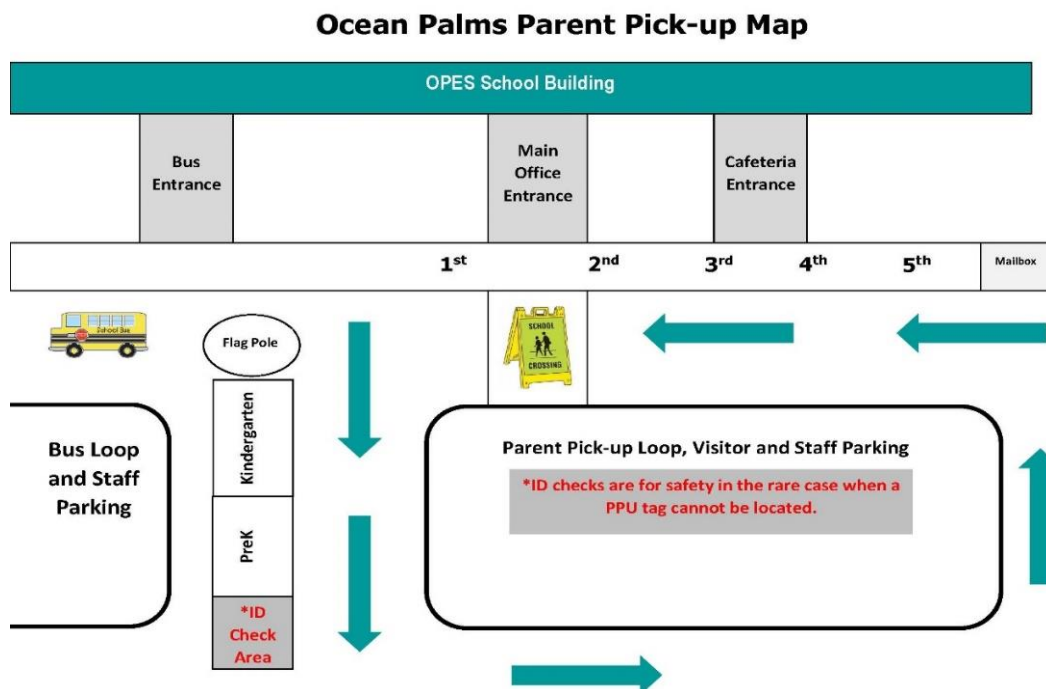 Ocean Palms Parent Pick-up Map
OPES School Building
Bus
Entrance
Main
Office
Entrance
Cafeteria
Entrance
1st
2nd
3rd
4th
5th
Mailbox
School Bus
Flag Pole
SCHOOL
CROSSING
Kindergarten
PreK
*ID
Check
Area
Bus Loop
and Staff
Parking
Parent Pick-up Loop, Visitor and Staff Parking
*ID checks are for safety in the rare case when a
PPU tag cannot be located.